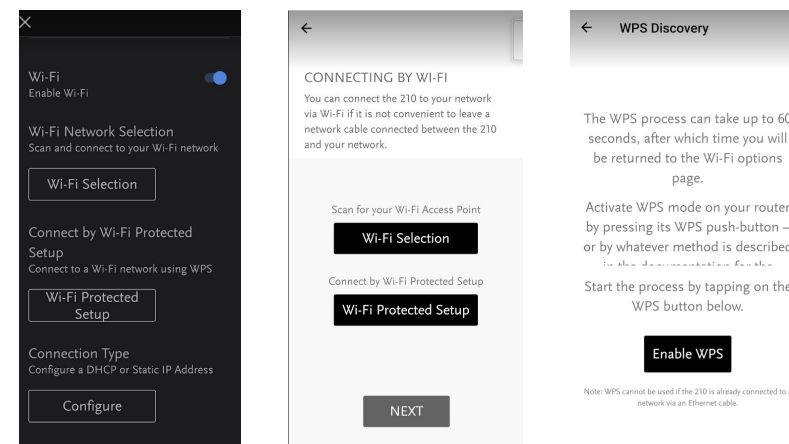 Wi-Fi
Enable Wi-Fi
Wi-Fi Network Selection
Scan and connect to your Wi-Fi network
Wi-Fi Selection
Connect by Wi-Fi Protected
Setup
Connect to a Wi-Fi network using WPS
Wi-Fi Protected
Setup
Connection Type
Configure a DHCP or Static IP Address
Configure
CONNECTING BY WI-FI
You can connect the 210 to your network
via Wi-Fi if it is not convenient to leave a
network cable connected between the 210
and your network.
Scan for your Wi-Fi Access Point
Wi-Fi Selection
Connect by Wi-Fi Protected Setup
Wi-Fi Protected Setup
NEXT
WPS Discovery
The WPS process can take up to 60
seconds, after which time you will
be returned to the Wi-Fi options
page.
Activate WPS mode on your router
by pressing its WPS push-button –
or by whatever method is described
in the documentation for the
Start the process by tapping on the
WPS button below.
Enable WPS
Note: WPS cannot be used if the 210 is already connected to
network via an Ethernet cable.